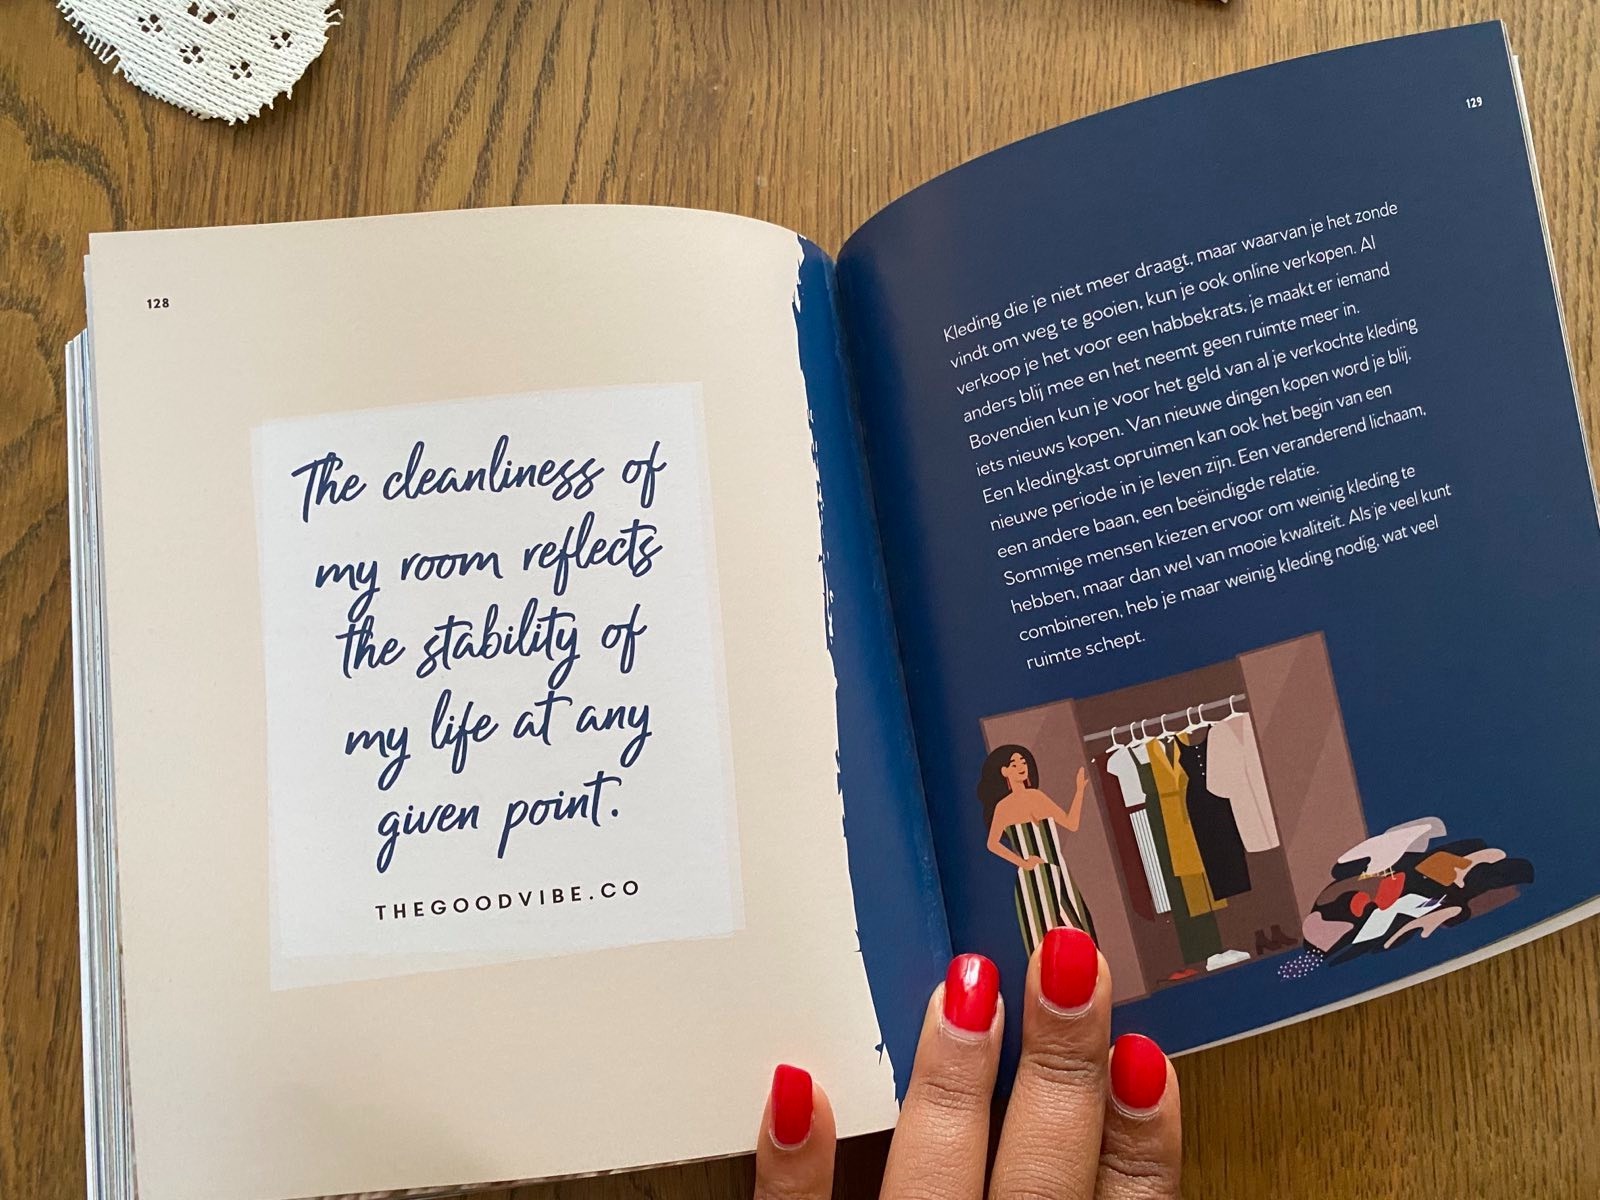 128
The cleanliness of
my room reflects
the stability of
my life at any
given point.
THEGOODVIBE.CO
129
Kleding die je niet meer draagt, maar waarvan je het zonde
vindt om weg te gooien, kun je ook online verkopen. Al
verkoop je het voor een habbekrats, je maakt er iemand
anders blij mee en het neemt geen ruimte meer in.
Bovendien kun je voor het geld van al je verkochte kleding
iets nieuws kopen. Van nieuwe dingen kopen word je blij.
Een kledingkast opruimen kan ook het begin van een
nieuwe periode in je leven zijn. Een veranderend lichaam,
een andere baan, een beëindigde relatie.
Sommige mensen kiezen ervoor om weinig kleding te
hebben, maar dan wel van mooie kwaliteit. Als je veel kunt
combineren, heb je maar weinig kleding nodig, wat veel
ruimte schept.